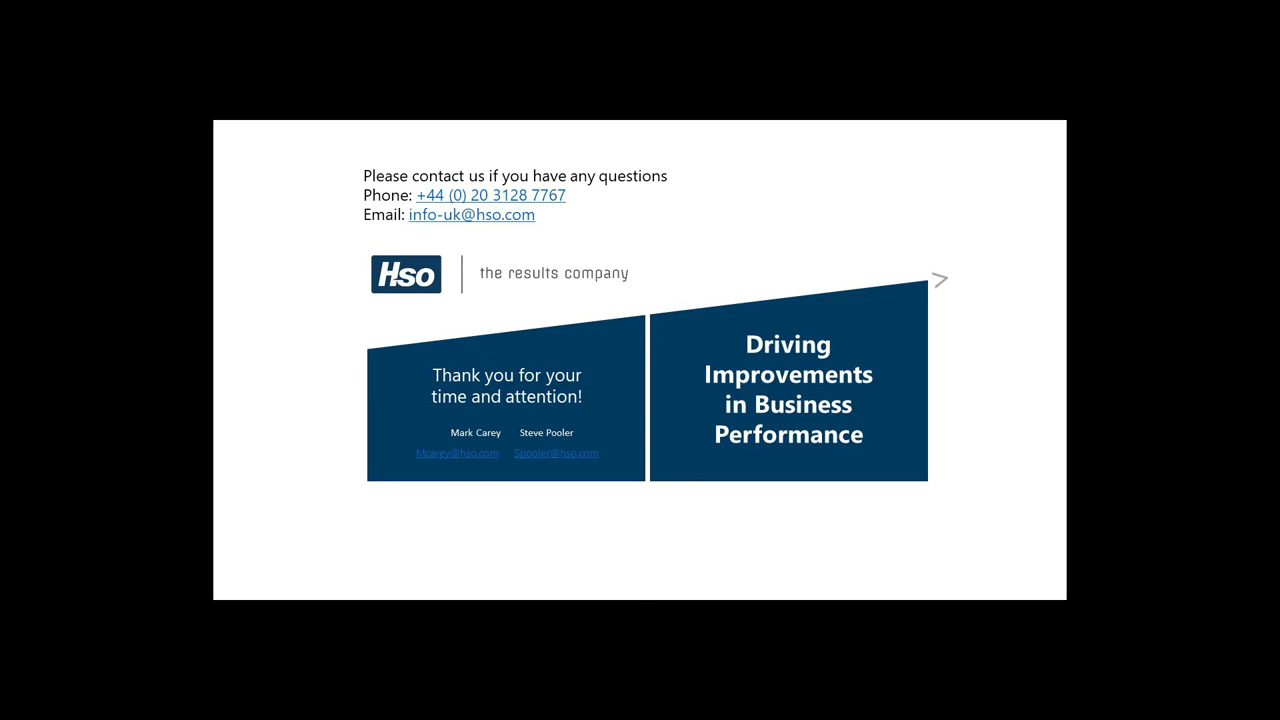 Please contact us if you have any questions
Phone: +44 (0) 20 3128 7767
Email: info-uk@hso.com
Hso
the results company
Thank you for your
time and attention!
Mark Carey Steve Pooler
Mcarey@hso.com Spooler@hso.com
Driving
Improvements
in Business
Performance